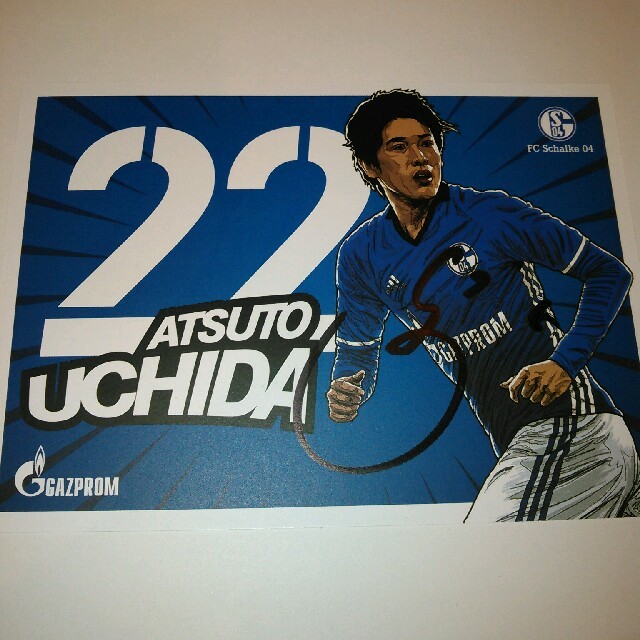 22
ATSUTO
UCHIDA
GAZPROM
S04
FC Schalke 04
GAZPROM